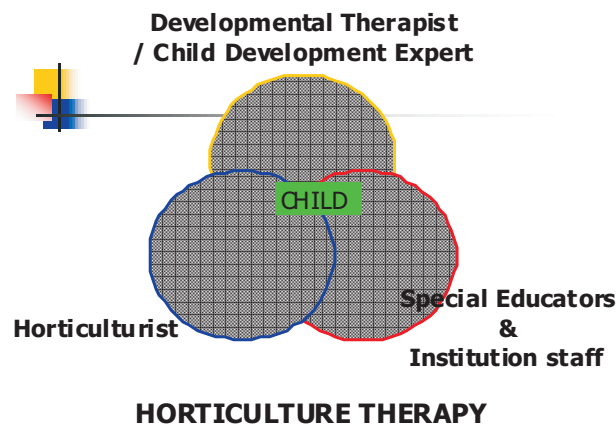 Developmental Therapist
/ Child Development Expert
CHILD
Horticulturist
Special Educators
&
Institution staff
HORTICULTURE THERAPY